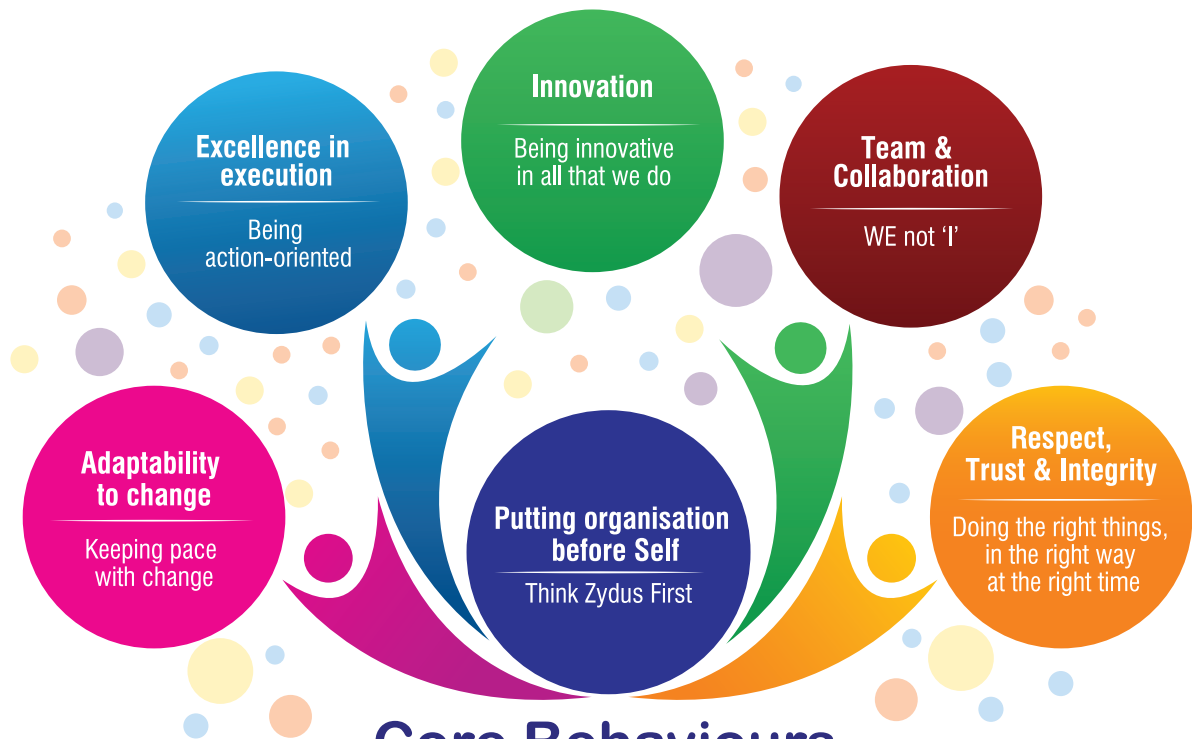 Innovation
Being innovative
in all that we do
Excellence in
execution
Being
action-oriented
Team &
Collaboration
WE not ‘I’
Adaptability
to change
Keeping pace
with change
Putting organisation
before Self
Think Zydus First
Respect,
Trust & Integrity
Doing the right things,
in the right way
at the right time
Core Behaviours